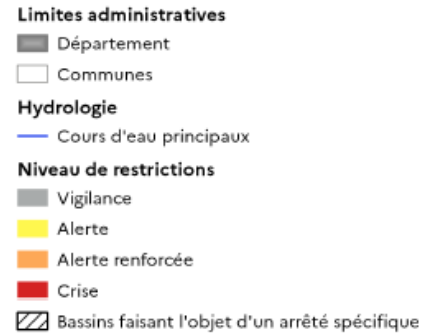 Limites administratives
Département
Communes
Hydrologie
Cours d'eau principaux
Niveau de restrictions
Vigilance
Alerte
Alerte renforcée
Crise
Bassins faisant l'objet d'un arrêté spécifique